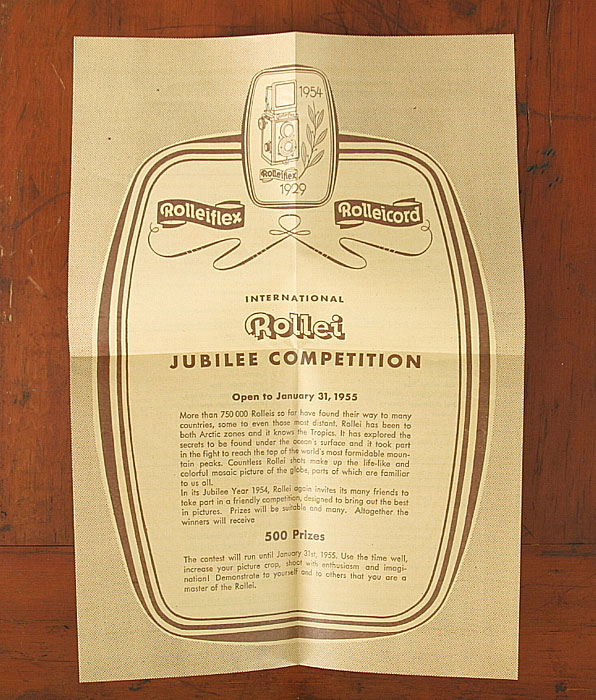 1954
Rolleiflex
1929
Rolleiflex
Rolleicord
INTERNATIONAL
Rollei
JUBILEE COMPETITION
Open to January 31, 1955
More than 750 000 Rolleis so far have found their way to many
countries, some to even those most distant. Rollei has been to
both Arctic zones and it knows the Tropics. It has explored the
secrets to be found under the ocean's surface and it took part
in the fight to reach the top of the world's most formidable moun-
tain peaks. Countless Rollei shots make up the life-like and
colorful mosaic picture of the globe, parts of which are familiar
to us all.
In its Jubilee Year 1954, Rollei again invites its many friends to
take part in a friendly competition, designed to bring out the best
in pictures. Prizes will be suitable and many. Altogether the
winners will receive
500 Prizes
The contest will run until January 31st, 1955. Use the time well,
increase your picture crop, shoot with enthusiasm and imagi-
nation! Demonstrate to yourself and to others that you are a
master of the Rollei.